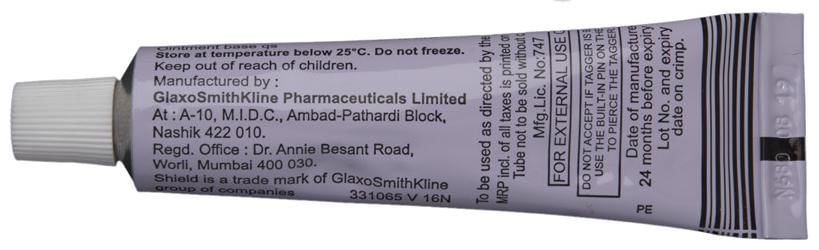 Ointment base qs
Store at temperature below 25°C. Do not freeze.
Keep out of reach of children.
Manufactured by :
GlaxoSmithKline Pharmaceuticals Limited
At : A-10, M.I.D.C., Ambad-Pathardi Block,
Nashik 422 010.
Regd. Office : Dr. Annie Besant Road,
Worli, Mumbai 400 030.
Shield is a trade mark of GlaxoSmithKline
group of companies
331065 V 16N
To be used as directed by the
MRP incl. of all taxes is printed on
Tube not to be sold without
Mfg.Lic. No:747
FOR EXTERNAL USE
DO NOT ACCEPT IF TAGGER IS
USE THE BUILT-IN PIN ON THE
TO PIERCE THE TAGGER
Date of manufacture
24 months before expiry
Lot No. and expiry
date on crimp.
PE